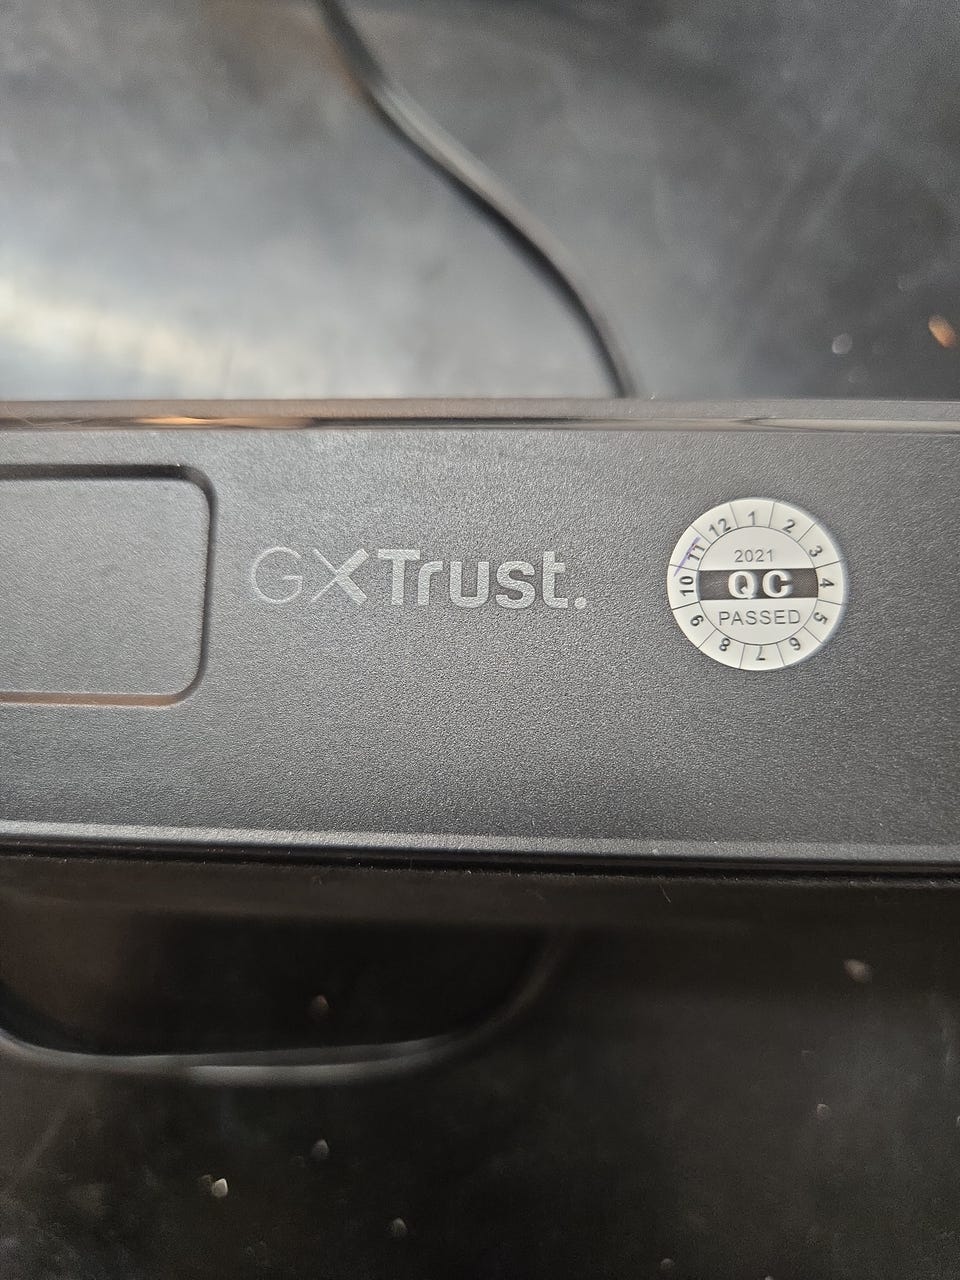 GXTrust.
12 1 2 3 4 5 6 7 8 9 10 11
2021
QC
PASSED